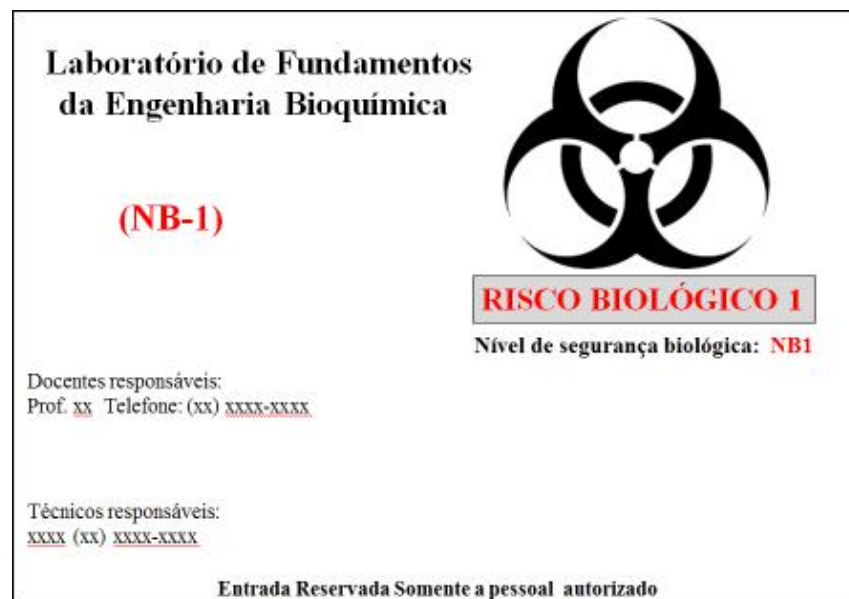 Laboratório de Fundamentos
da Engenharia Bioquímica
(NB-1)
RISCO BIOLÓGICO 1
Nível de segurança biológica: NB1
Docentes responsáveis:
Prof. xx Telefone: (xx) xxxx-xxxx
Técnicos responsáveis:
xxxx (xx) xxxx-xxxx
Entrada Reservada Somente a pessoal autorizado